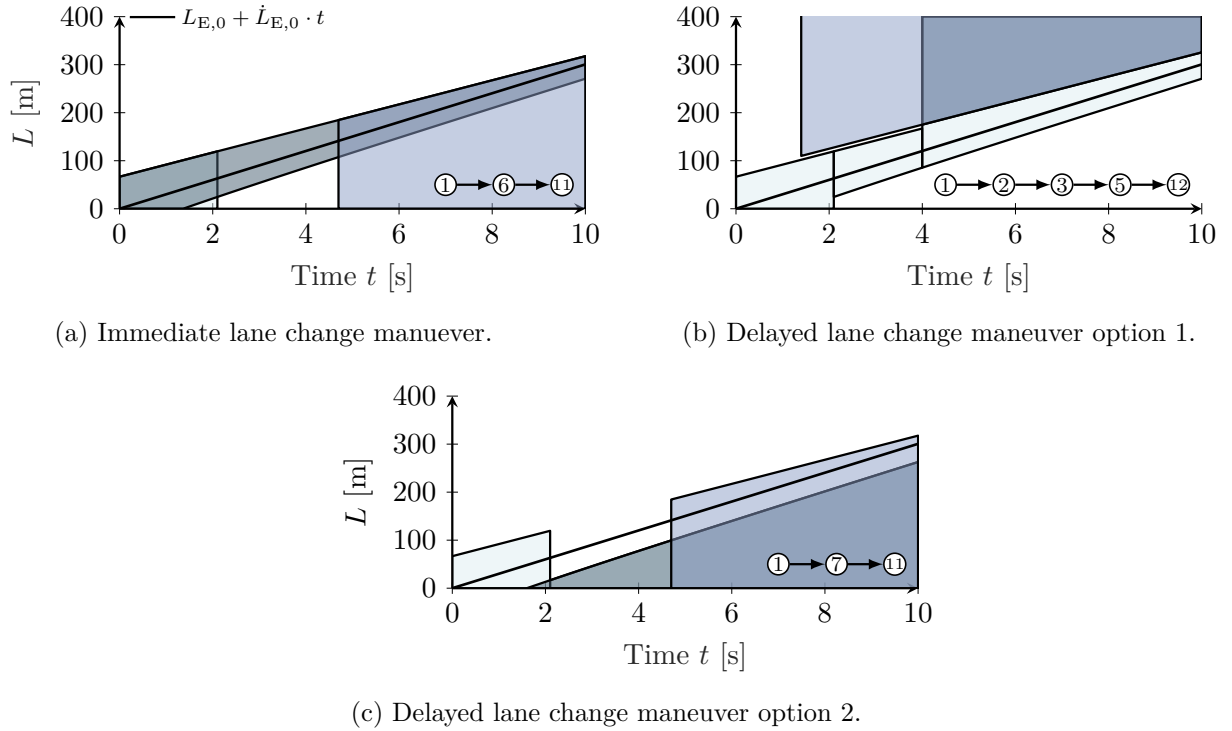 L_{E,0} + \dot{L}_{E,0} · t
400
300
200
100
0
L [m]
0 2 4 6 8 10
Time t [s]
1 6 11
(a) Immediate lane change manuever.
400
300
200
100
0
L [m]
0 2 4 6 8 10
Time t [s]
1 2 3 5 12
(b) Delayed lane change maneuver option 1.
400
300
200
100
0
L [m]
0 2 4 6 8 10
Time t [s]
1 7 11
(c) Delayed lane change maneuver option 2.